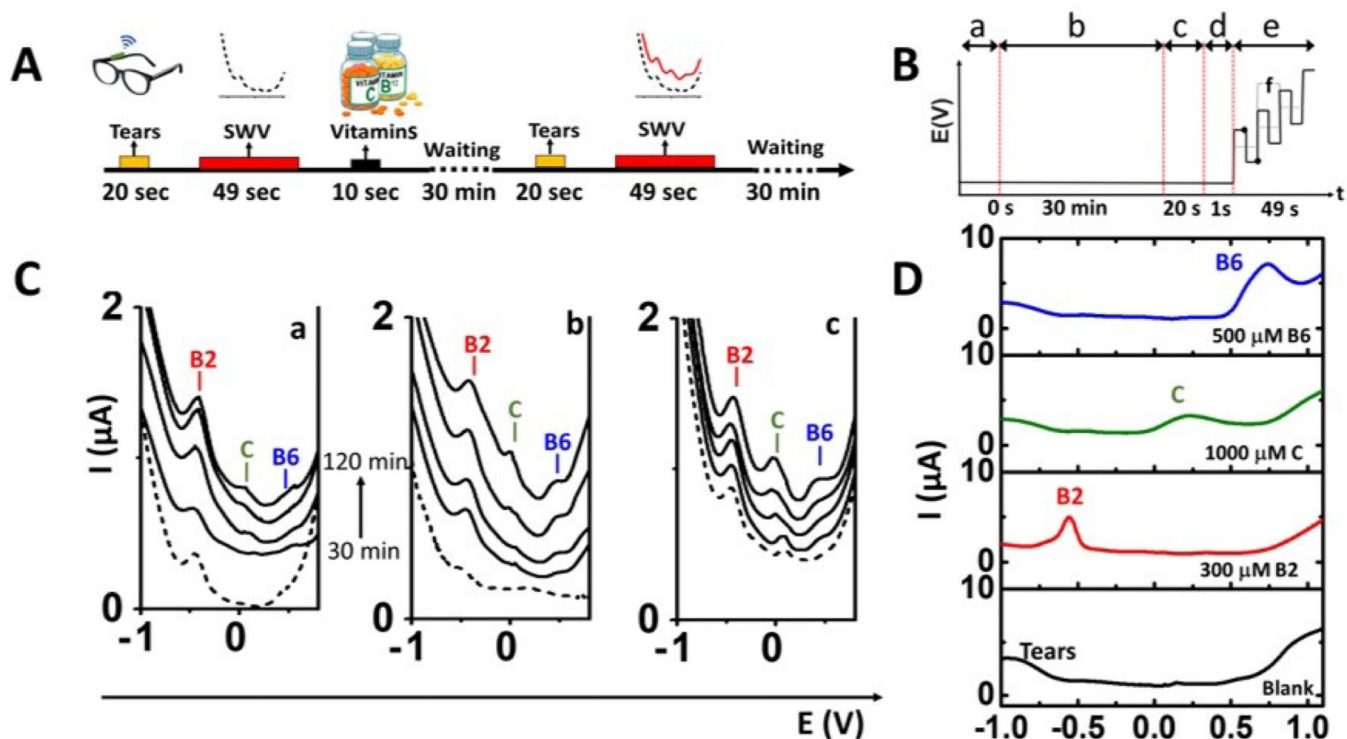 A
VITAMIN
C
VITAMIN
B12
Tears
SWV
Vitamins
Waiting
Tears
SWV
Waiting
20 sec
49 sec
10 sec
30 min
20 sec
49 sec
30 min
B
a b c d e
f
E(V)
t
0 s 30 min 20 s 1s 49 s
C
I (µA)
2
a
B2
C
B6
0
-1 0
120 min
30 min
2
b
B2
C
B6
0
-1 0
2
c
B2
C
B6
0
-1 0
E (V)
D
I (µA)
10
B6
0
500 µM B6
10
C
0
1000 µM C
10
B2
0
300 µM B2
10
Tears
0
Blank
-1.0 -0.5 0.0 0.5 1.0